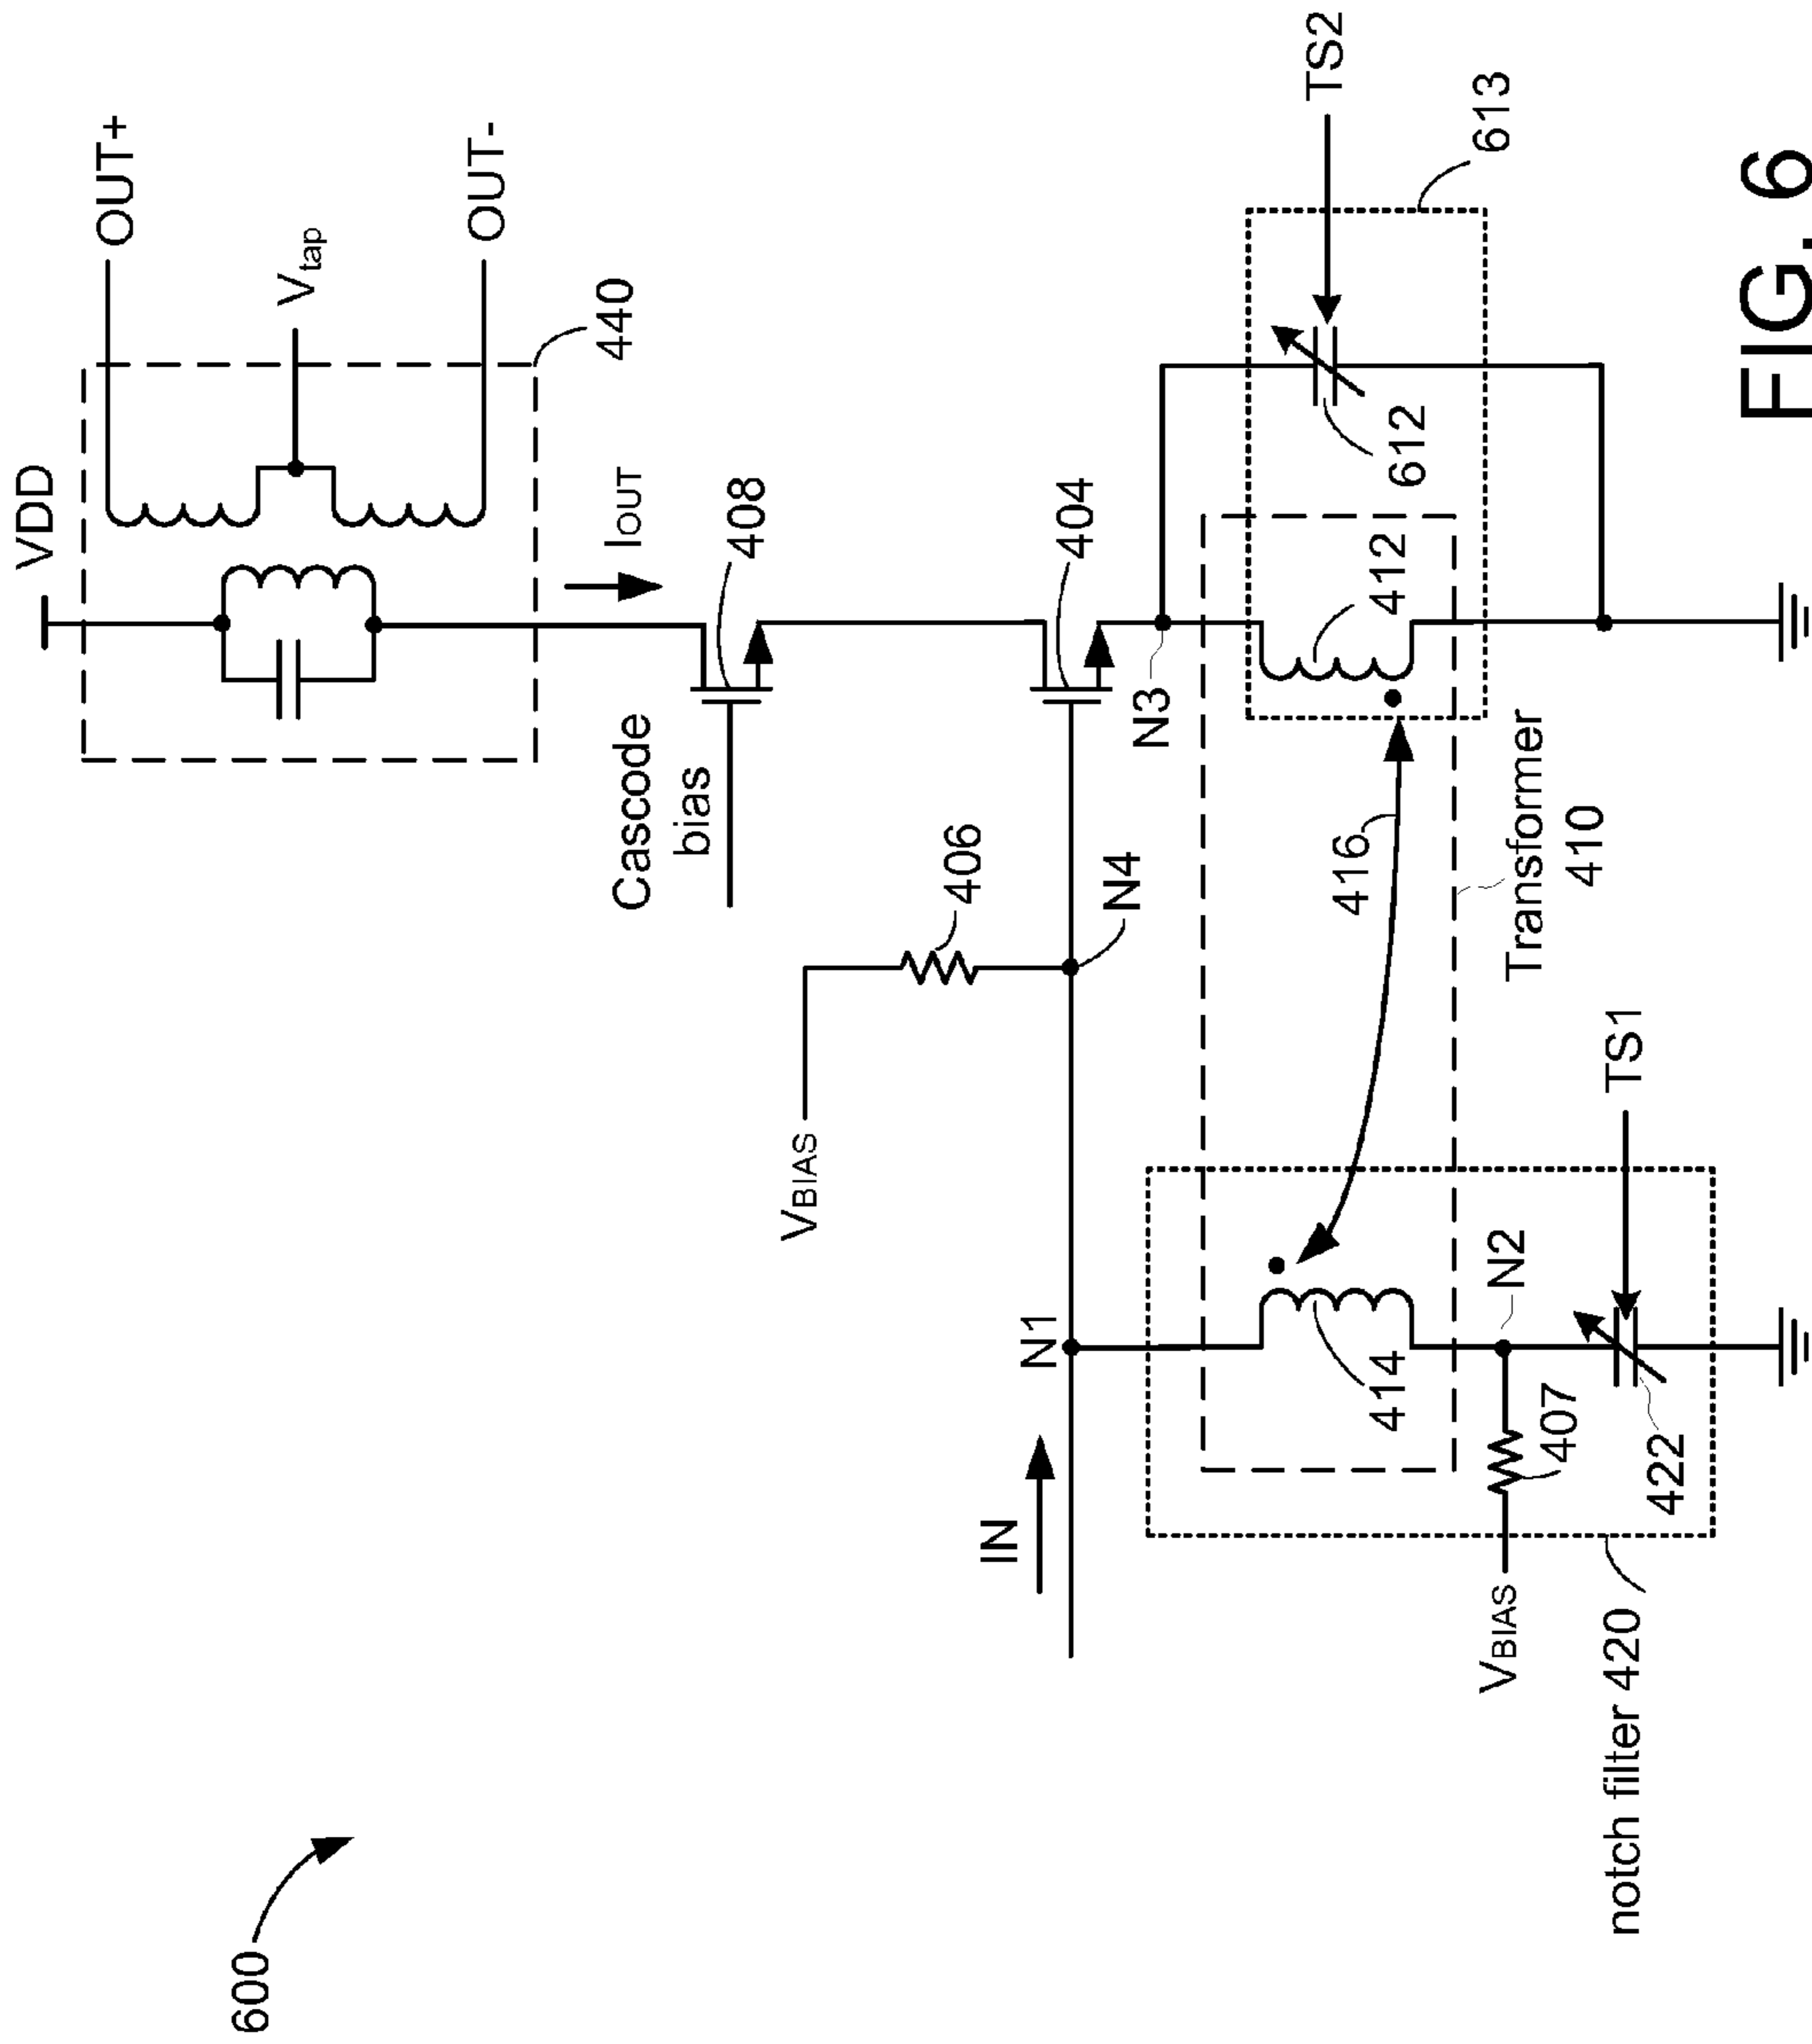 600
VDD
OUT+
Vtap
OUT-
440
IOUT
Cascode
bias
408
VBIAS
406
404
IN
N1
N4
N3
TS2
414
416
412
612
613
Transformer
410
N2
VBIAS
407
TS1
422
notch filter 420
FIG. 6